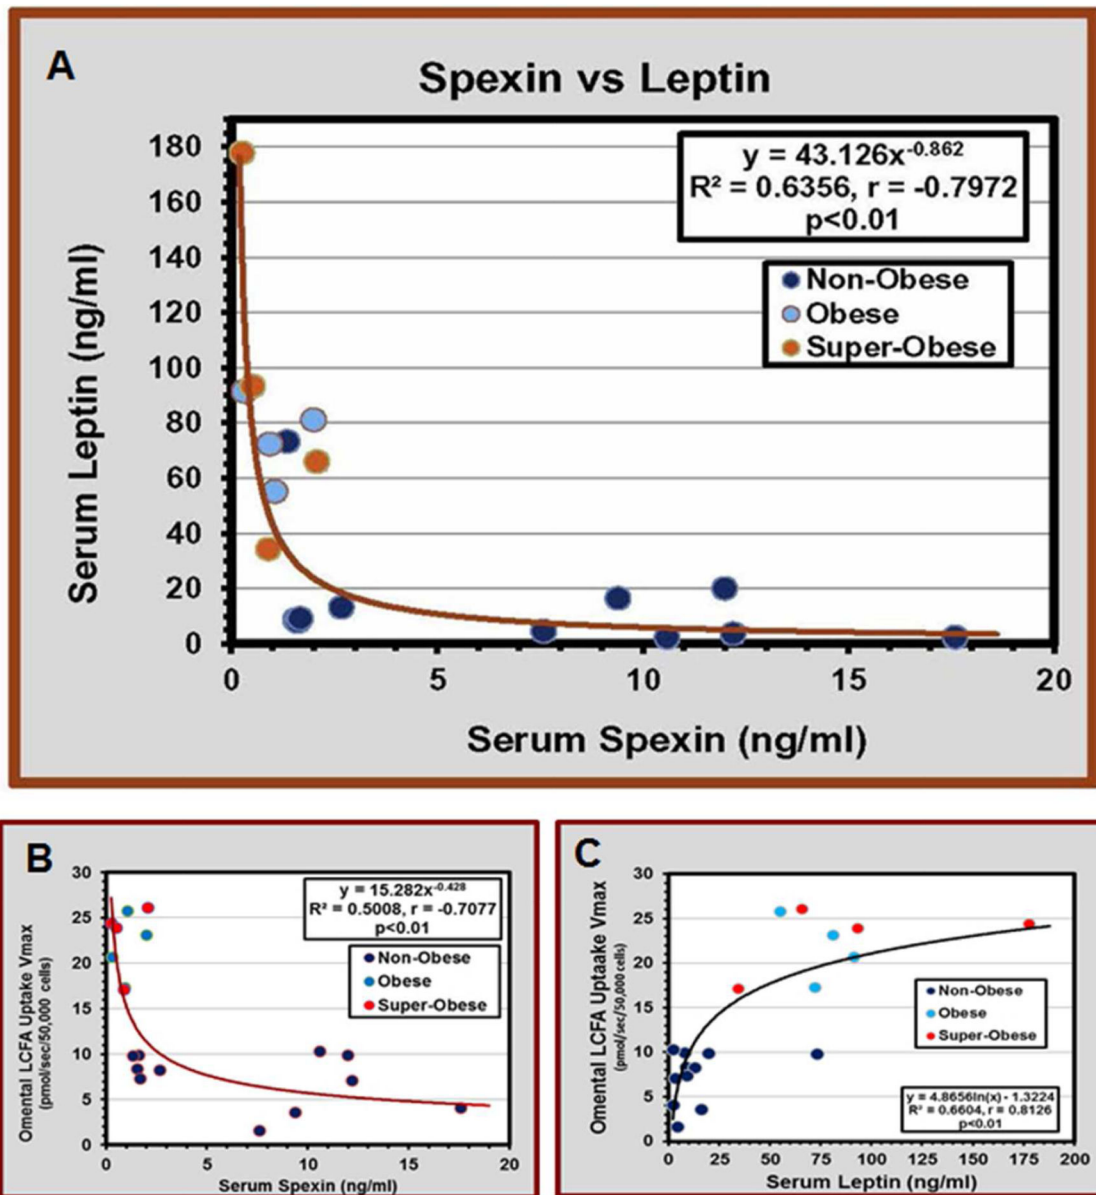 A
Spexin vs Leptin
180
160
140
120
100
80
60
40
20
0
Serum Leptin (ng/ml)
y = 43.126x^-0.862
R² = 0.6356, r = -0.7972
p<0.01
Non-Obese
Obese
Super-Obese
0 5 10 15 20
Serum Spexin (ng/ml)
B
30
25
20
15
10
5
0
Omental LCFA Uptake Vmax
(pmol/sec/50,000 cells)
y = 15.282x^-0.428
R² = 0.5008, r = -0.7077
p<0.01
Non-Obese
Obese
Super-Obese
0 5 10 15 20
Serum Spexin (ng/ml)
C
30
25
20
15
10
5
0
Omental LCFA Uptaake Vmax
(pmol/sec/50,000 cells)
Non-Obese
Obese
Super-Obese
y = 4.8656ln(x) - 1.3224
R² = 0.6604, r = 0.8126
p<0.01
0 25 50 75 100 125 150 175 200
Serum Leptin (ng/ml)